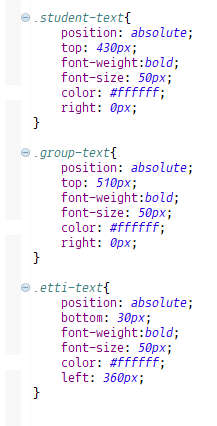 .student-text{
position: absolute;
top: 430px;
font-weight:bold;
font-size: 50px;
color: #ffffff;
right: 0px;
}
.group-text{
position: absolute;
top: 510px;
font-weight:bold;
font-size: 50px;
color: #ffffff;
right: 0px;
}
.etti-text{
position: absolute;
bottom: 30px;
font-weight:bold;
font-size: 50px;
color: #ffffff;
left: 360px;
}